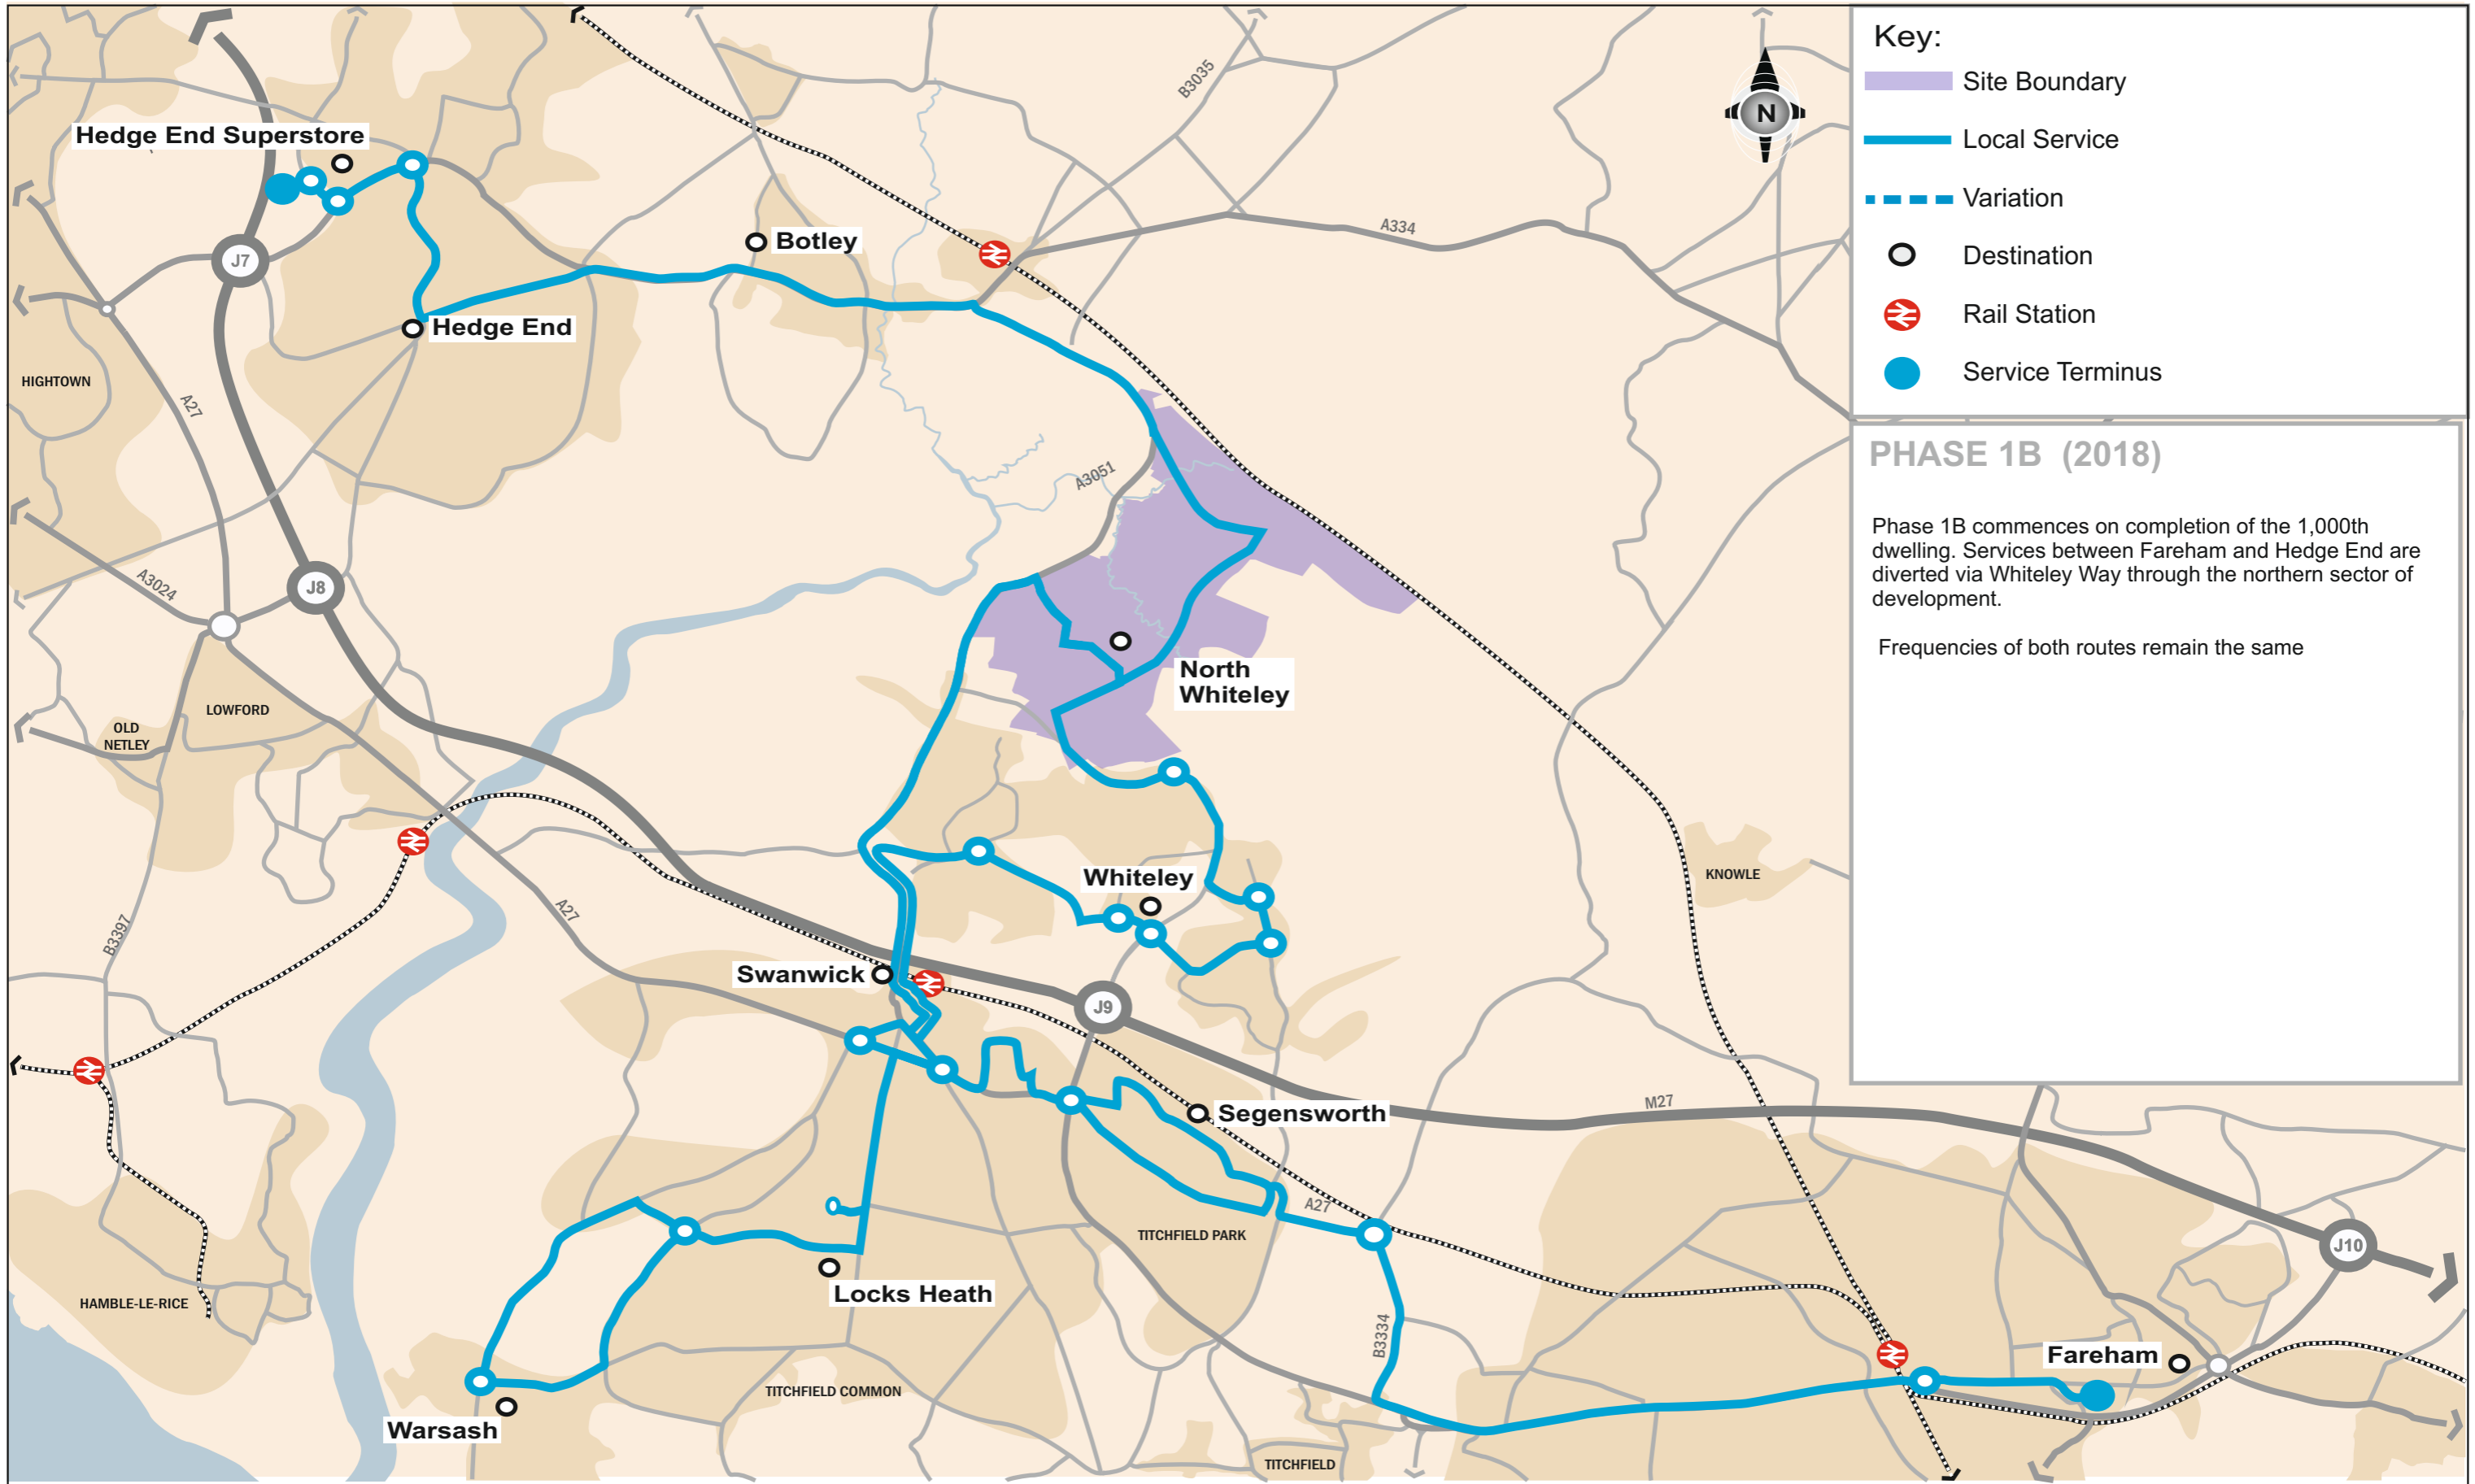 Key:
Site Boundary
Local Service
Variation
Destination
Rail Station
Service Terminus
N
PHASE 1B (2018)
Phase 1B commences on completion of the 1,000th
dwelling. Services between Fareham and Hedge End are
diverted via Whiteley Way through the northern sector of
development.
Frequencies of both routes remain the same
B3035
Hedge End Superstore
A334
Botley
J7
Hedge End
HIGHTOWN
A27
A3051
A3024
J8
North
Whiteley
LOWFORD
OLD
NETLEY
KNOWLE
Whiteley
A27
B3397
Swanwick
J9
M27
Segensworth
A27
TITCHFIELD PARK
J10
Locks Heath
HAMBLE-LE-RICE
B3334
Fareham
TITCHFIELD COMMON
Warsash
TITCHFIELD